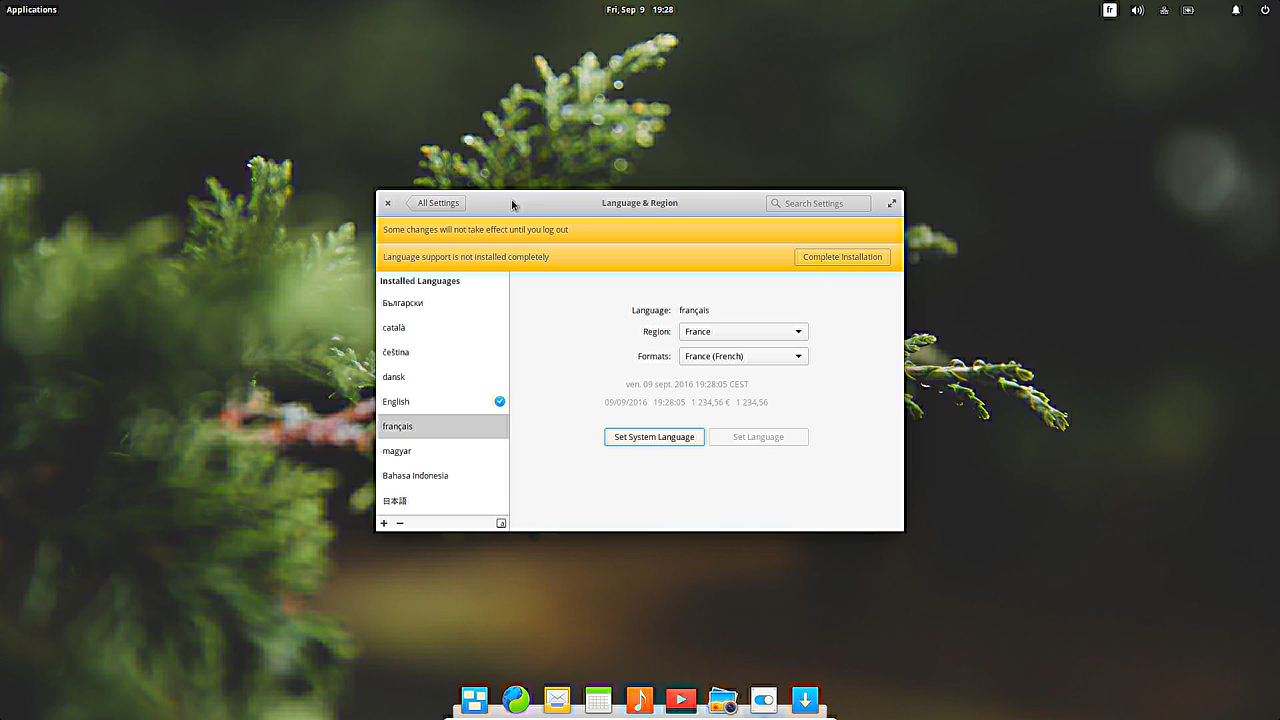 Applications
Fri, Sep 9 19:28
fr
All Settings
Language & Region
Search Settings
Some changes will not take effect until you log out
Language support is not installed completely
Complete Installation
Installed Languages
Български
català
čeština
dansk
English
français
magyar
Bahasa Indonesia
日本語
Language: français
Region: France
Formats: France (French)
ven. 09 sept. 2016 19:28:05 CEST
09/09/2016 19:28:05 1 234,56 € 1 234,56
Set System Language
Set Language